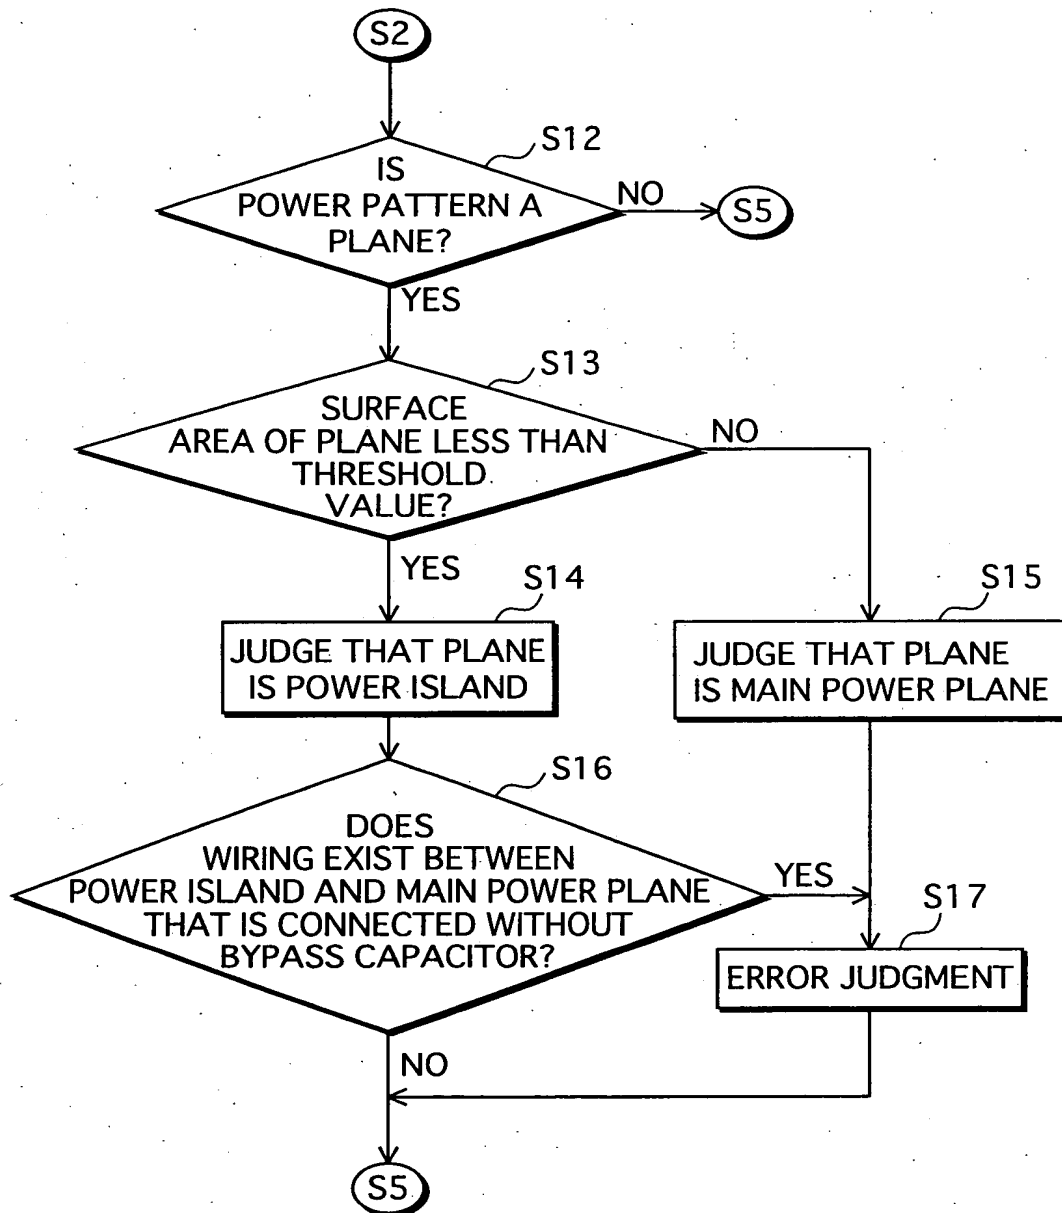 S2
S12
IS
POWER PATTERN A
PLANE?
NO
S5
YES
S13
SURFACE
AREA OF PLANE LESS THAN
THRESHOLD
VALUE?
NO
YES
S14
JUDGE THAT PLANE
IS POWER ISLAND
S15
JUDGE THAT PLANE
IS MAIN POWER PLANE
S16
DOES
WIRING EXIST BETWEEN
POWER ISLAND AND MAIN POWER PLANE
THAT IS CONNECTED WITHOUT
BYPASS CAPACITOR?
YES
S17
ERROR JUDGMENT
NO
S5